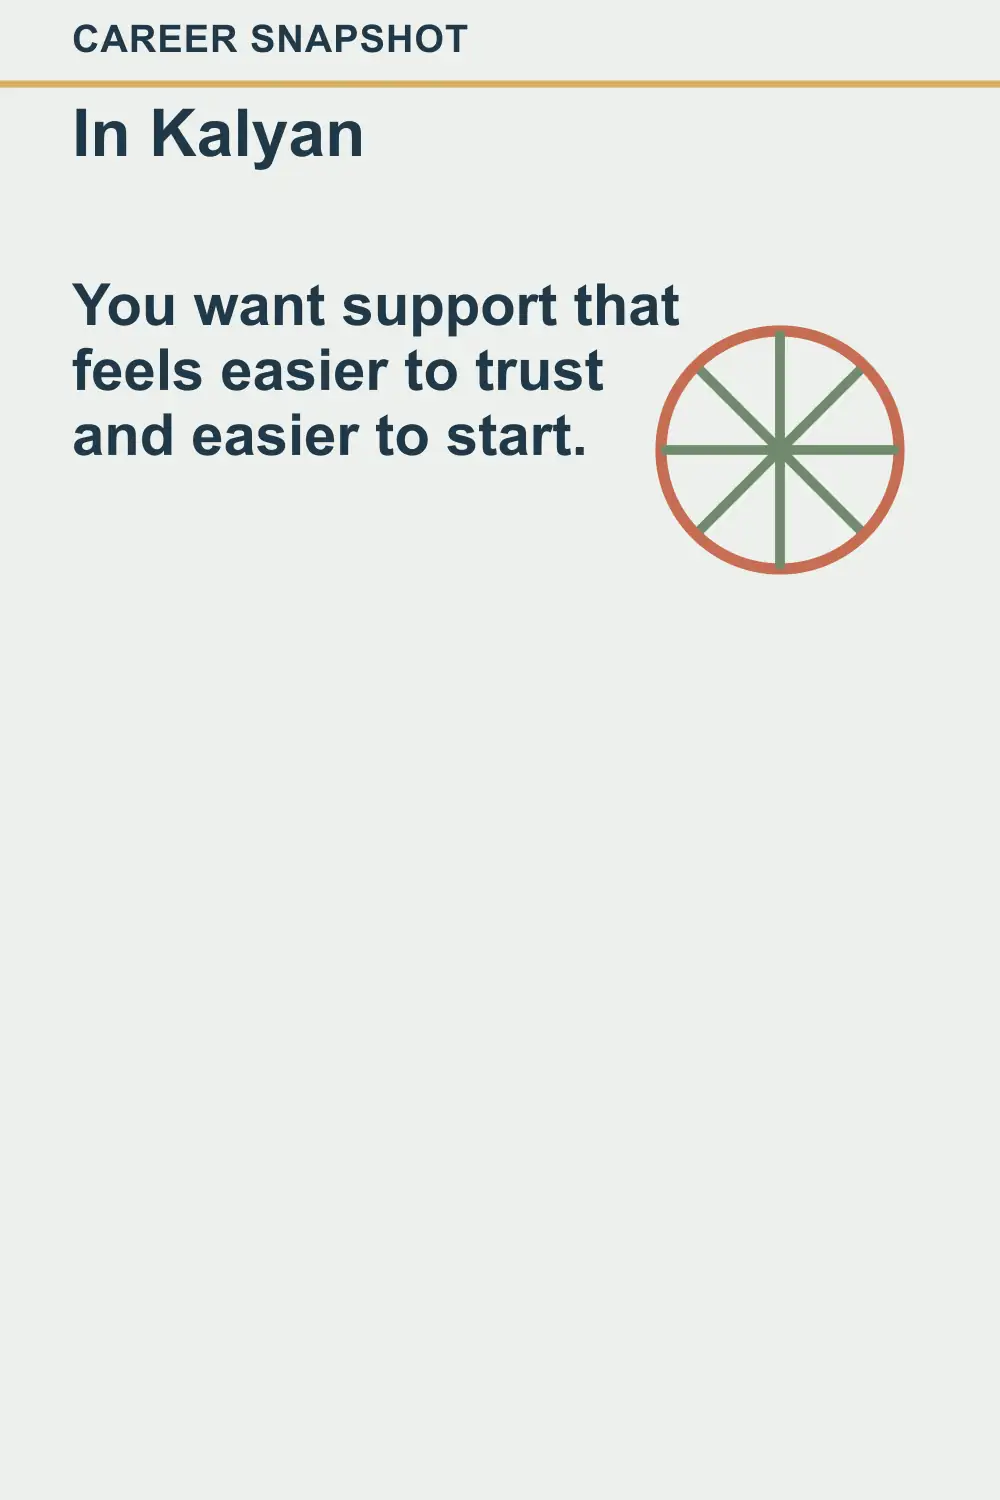 CAREER SNAPSHOT
In Kalyan
You want support that
feels easier to trust
and easier to start.